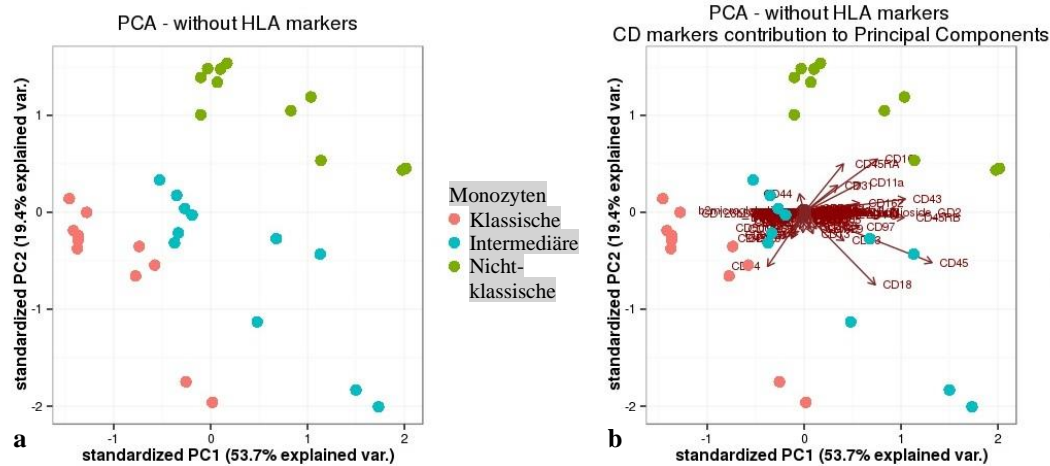 PCA - without HLA markers
1
0
-1
-2
standardized PC2 (19.4% explained var.)
-1
0
1
2
standardized PC1 (53.7% explained var.)
a
Monozyten
Klassische
Intermediäre
Nicht-
klassische
PCA - without HLA markers
CD markers contribution to Principal Components
1
0
-1
-2
standardized PC2 (19.4% explained var.)
CD45RA
CD11a
CD31
CD44
CD43
CD162
CD45RB
CD97
CD45
CD18
-1
0
1
2
standardized PC1 (53.7% explained var.)
b